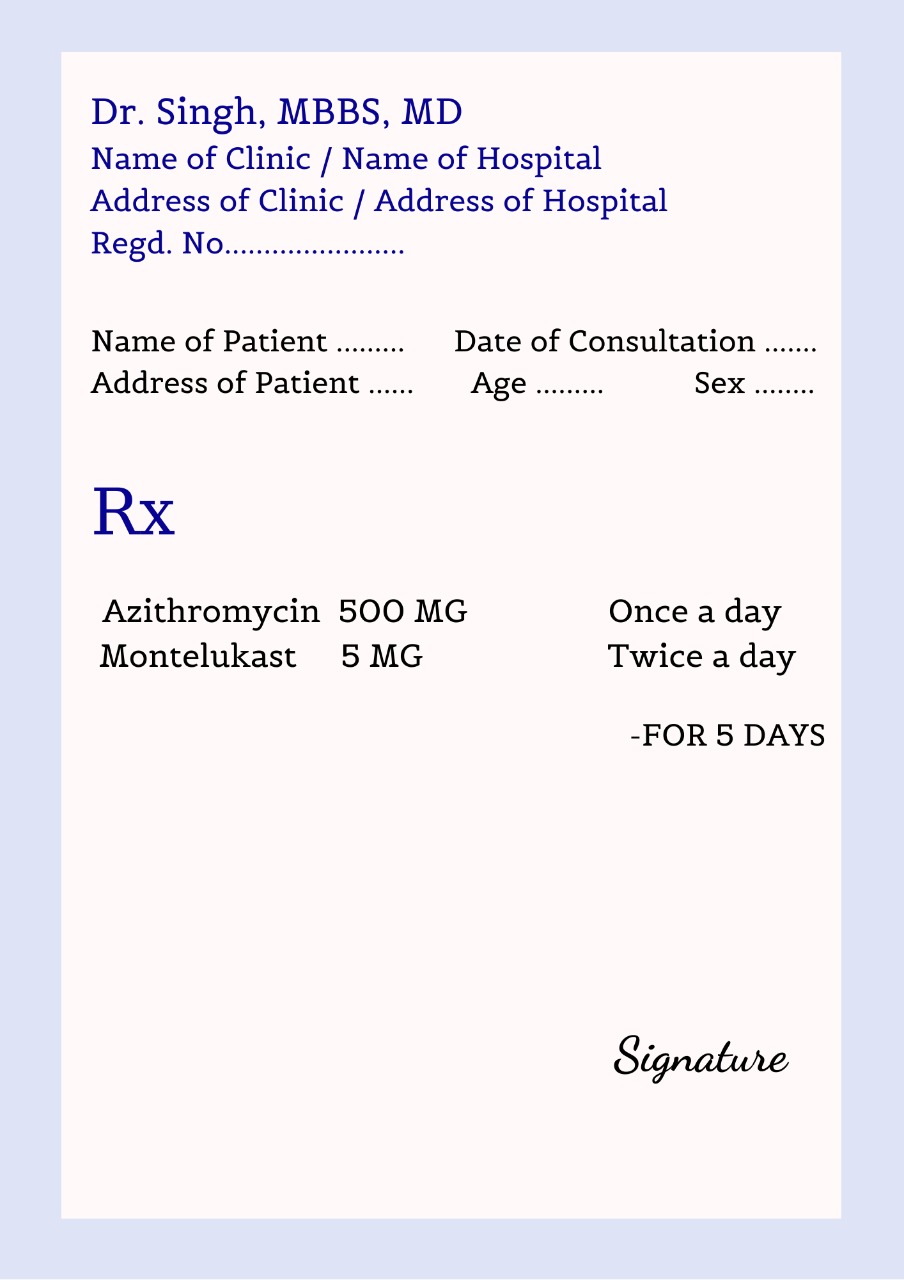 Dr. Singh, MBBS, MD
Name of Clinic / Name of Hospital
Address of Clinic / Address of Hospital
Regd. No.......................
Name of Patient ......... Date of Consultation .......
Address of Patient ...... Age ......... Sex ........
Rx
Azithromycin 500 MG Once a day
Montelukast 5 MG Twice a day
-FOR 5 DAYS
Signature